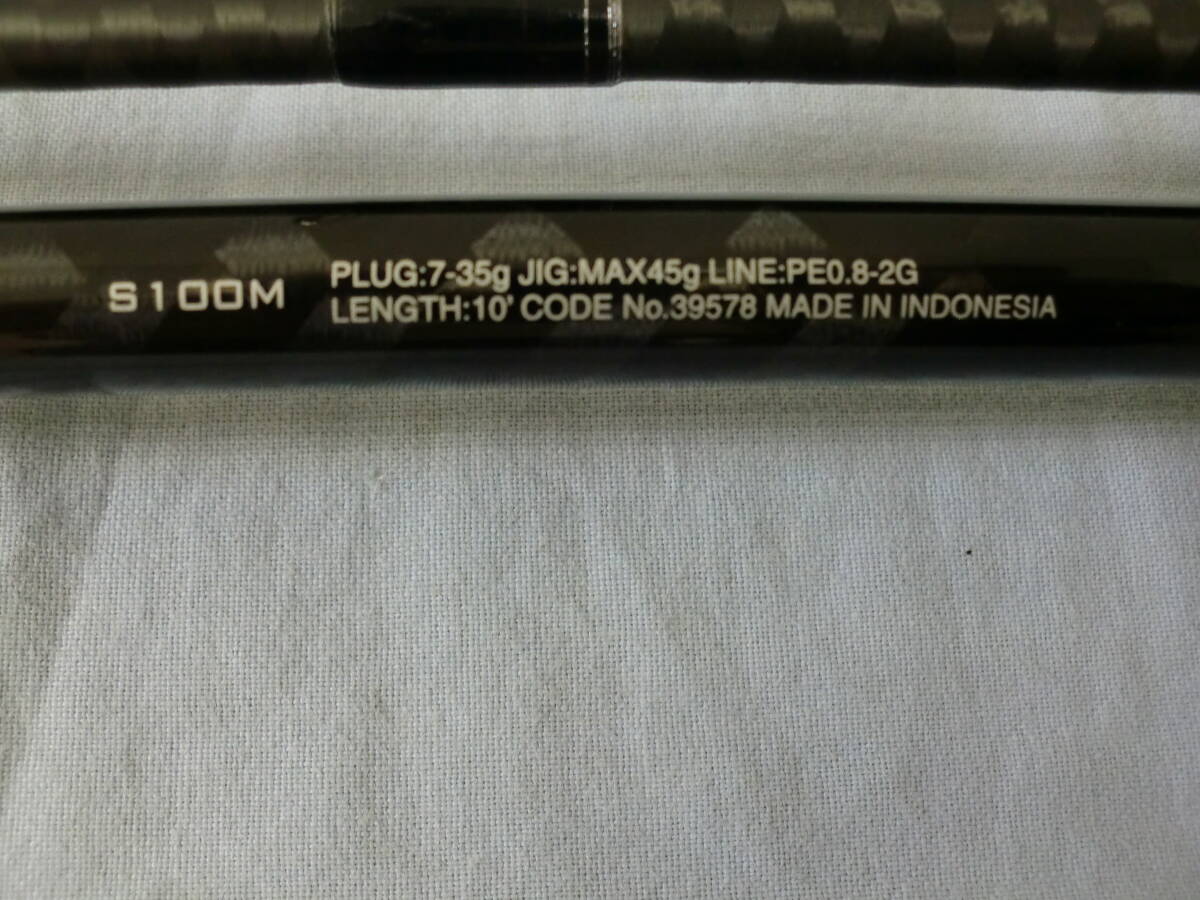 S100M
PLUG:7-35g JIG:MAX45g LINE:PE0.8-2G
LENGTH:10' CODE No.39578 MADE IN INDONESIA